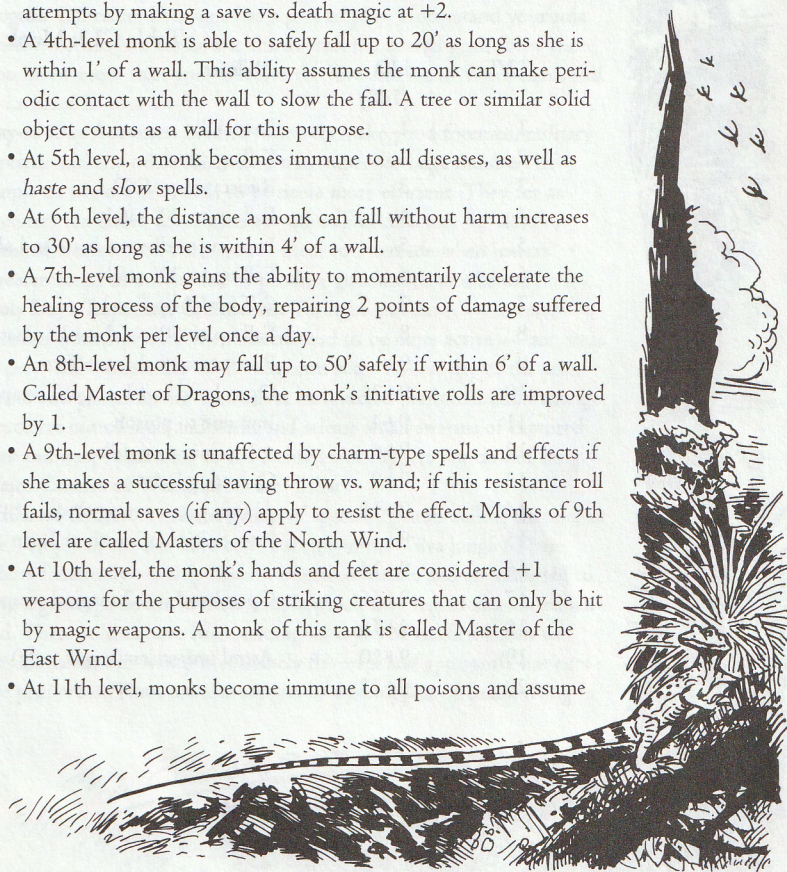 attempts by making a save vs. death magic at +2.
• A 4th-level monk is able to safely fall up to 20' as long as she is
within 1' of a wall. This ability assumes the monk can make peri-
odic contact with the wall to slow the fall. A tree or similar solid
object counts as a wall for this purpose.
• At 5th level, a monk becomes immune to all diseases, as well as
haste and slow spells.
• At 6th level, the distance a monk can fall without harm increases
to 30' as long as he is within 4' of a wall.
• A 7th-level monk gains the ability to momentarily accelerate the
healing process of the body, repairing 2 points of damage suffered
by the monk per level once a day.
• An 8th-level monk may fall up to 50' safely if within 6' of a wall.
Called Master of Dragons, the monk's initiative rolls are improved
by 1.
• A 9th-level monk is unaffected by charm-type spells and effects if
she makes a successful saving throw vs. wand; if this resistance roll
fails, normal saves (if any) apply to resist the effect. Monks of 9th
level are called Masters of the North Wind.
• At 10th level, the monk's hands and feet are considered +1
weapons for the purposes of striking creatures that can only be hit
by magic weapons. A monk of this rank is called Master of the
East Wind.
• At 11th level, monks become immune to all poisons and assume